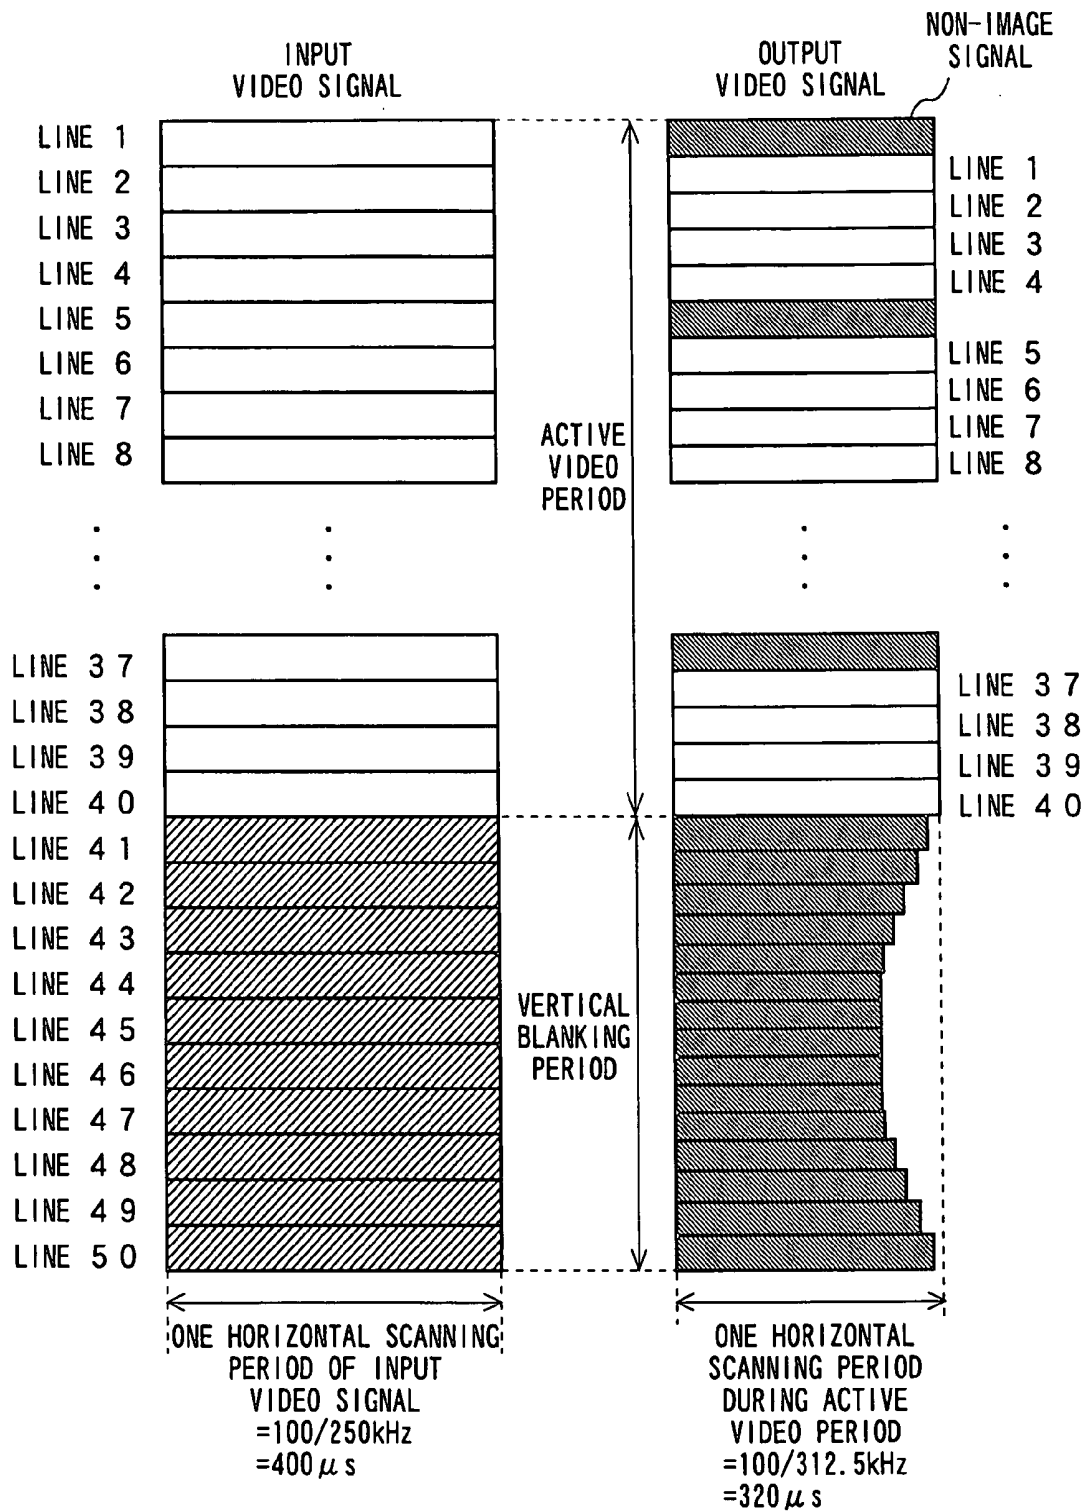 INPUT
VIDEO SIGNAL
OUTPUT
VIDEO SIGNAL
NON-IMAGE
SIGNAL
LINE 1
LINE 2
LINE 3
LINE 4
LINE 5
LINE 6
LINE 7
LINE 8
LINE 37
LINE 38
LINE 39
LINE 40
LINE 41
LINE 42
LINE 43
LINE 44
LINE 45
LINE 46
LINE 47
LINE 48
LINE 49
LINE 50
ACTIVE
VIDEO
PERIOD
VERTICAL
BLANKING
PERIOD
LINE 1
LINE 2
LINE 3
LINE 4
LINE 5
LINE 6
LINE 7
LINE 8
LINE 37
LINE 38
LINE 39
LINE 40
ONE HORIZONTAL SCANNING
PERIOD OF INPUT
VIDEO SIGNAL
=100/250kHz
=400μs
ONE HORIZONTAL
SCANNING PERIOD
DURING ACTIVE
VIDEO PERIOD
=100/312.5kHz
=320μs